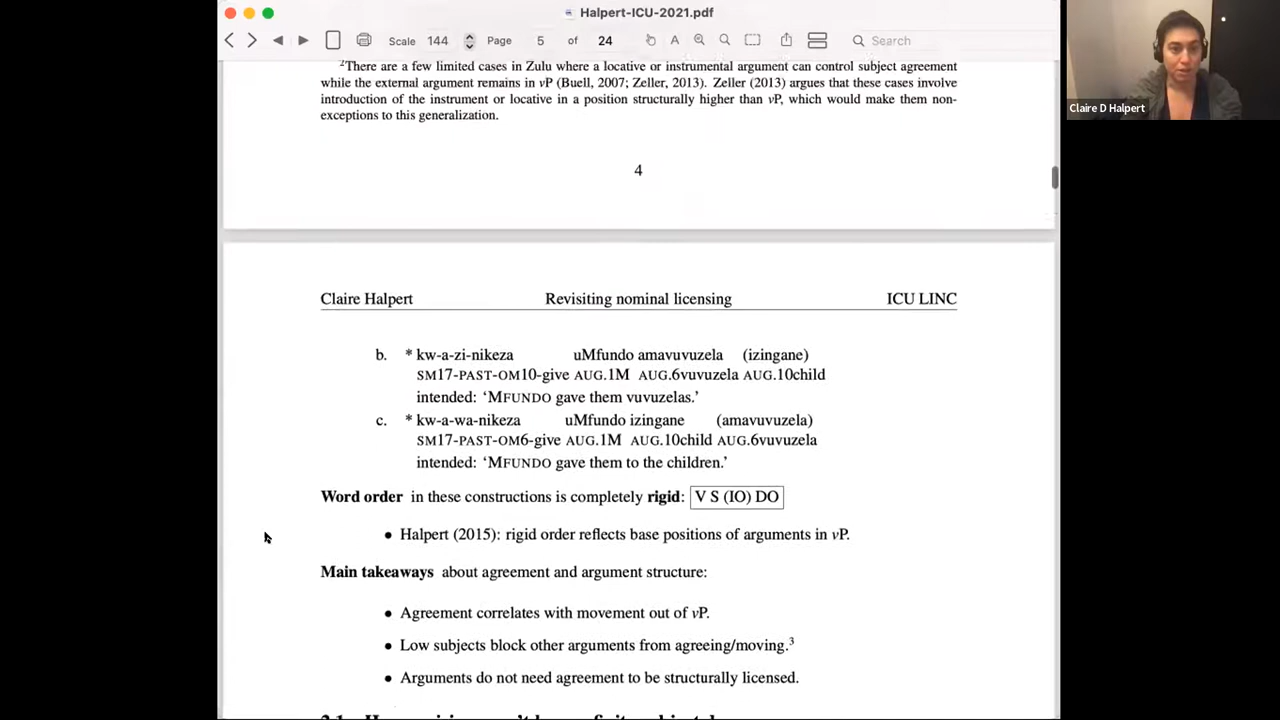 Halpert-ICU-2021.pdf
Scale 144 Page 5 of 24 A Search
Claire D Halpert
2There are a few limited cases in Zulu where a locative or instrumental argument can control subject agreement
while the external argument remains in vP (Buell, 2007; Zeller, 2013). Zeller (2013) argues that these cases involve
introduction of the instrument or locative in a position structurally higher than vP, which would make them non-
exceptions to this generalization.
4
Claire Halpert Revisiting nominal licensing ICU LINC
b. * kw-a-zi-nikeza uMfundo amavuvuzela (izingane)
SM17-PAST-OM10-give AUG.1M AUG.6vuvuzela AUG.10child
intended: ‘MFUNDO gave them vuvuzelas.’
c. * kw-a-wa-nikeza uMfundo izingane (amavuvuzela)
SM17-PAST-OM6-give AUG.1M AUG.10child AUG.6vuvuzela
intended: ‘MFUNDO gave them to the children.’
Word order in these constructions is completely rigid: V S (IO) DO
• Halpert (2015): rigid order reflects base positions of arguments in vP.
Main takeaways about agreement and argument structure:
• Agreement correlates with movement out of vP.
• Low subjects block other arguments from agreeing/moving.3
• Arguments do not need agreement to be structurally licensed.